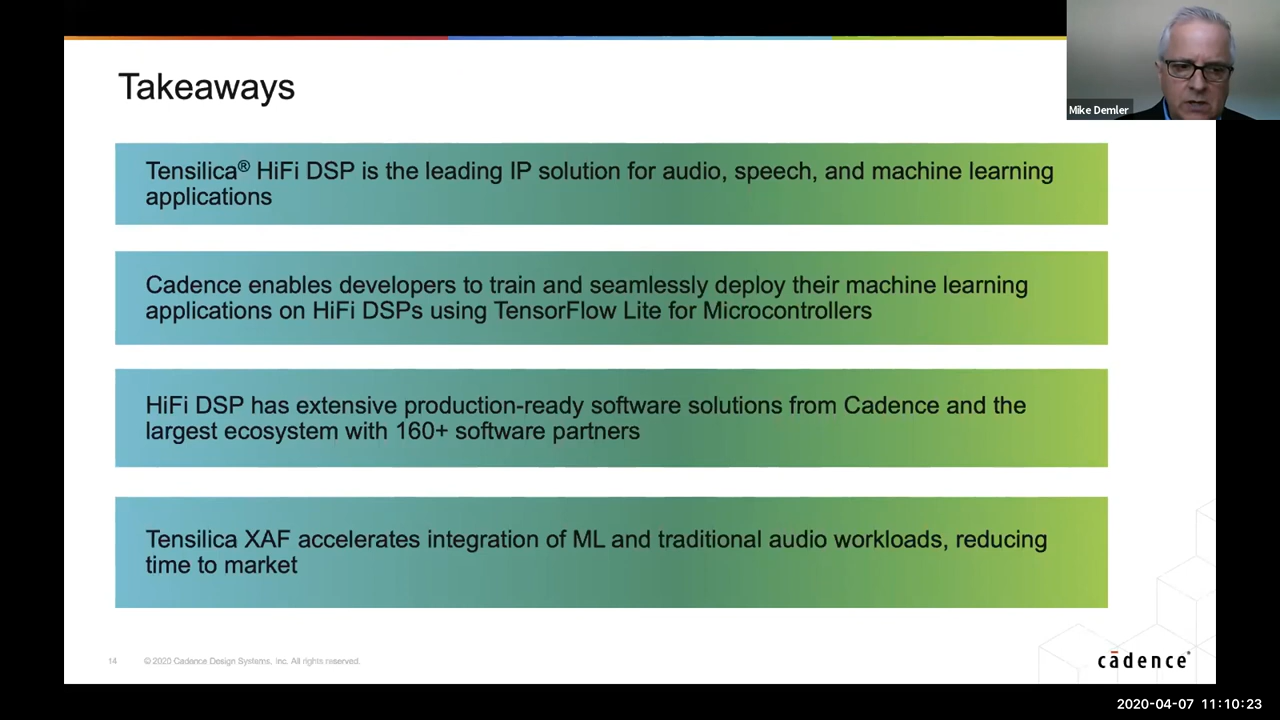 Takeaways
Mike Demler
Tensilica® HiFi DSP is the leading IP solution for audio, speech, and machine learning
applications
Cadence enables developers to train and seamlessly deploy their machine learning
applications on HiFi DSPs using TensorFlow Lite for Microcontrollers
HiFi DSP has extensive production-ready software solutions from Cadence and the
largest ecosystem with 160+ software partners
Tensilica XAF accelerates integration of ML and traditional audio workloads, reducing
time to market
14 © 2020 Cadence Design Systems, Inc. All rights reserved.
cādence®
2020-04-07 11:10:23